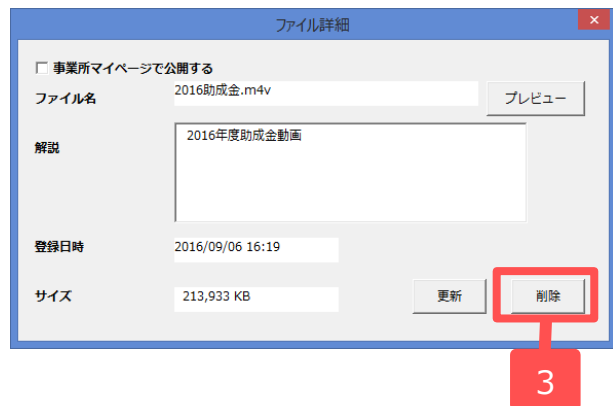 ファイル詳細
事業所マイページで公開する
ファイル名 2016助成金.m4v プレビュー
解説 2016年度助成金動画
登録日時 2016/09/06 16:19
サイズ 213,933 KB 更新 削除
3